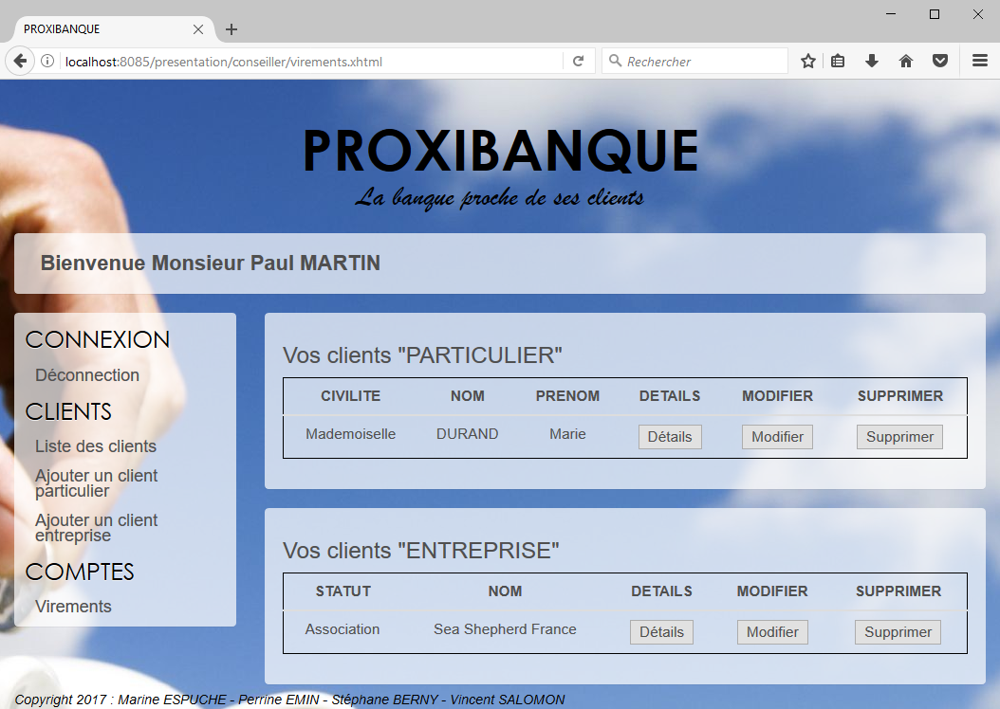 PROXIBANQUE
localhost:8085/presentation/conseiller/virements.xhtml
Rechercher
PROXIBANQUE
La banque proche de ses clients
Bienvenue Monsieur Paul MARTIN
CONNEXION
Déconnection
CLIENTS
Liste des clients
Ajouter un client
particulier
Ajouter un client
entreprise
COMPTES
Virements
Vos clients "PARTICULIER"
CIVILITE NOM PRENOM DETAILS MODIFIER SUPPRIMER
Mademoiselle DURAND Marie Détails Modifier Supprimer
Vos clients "ENTREPRISE"
STATUT NOM DETAILS MODIFIER SUPPRIMER
Association Sea Shepherd France Détails Modifier Supprimer
Copyright 2017 : Marine ESPUCHE - Perrine EMIN - Stéphane BERNY - Vincent SALOMON